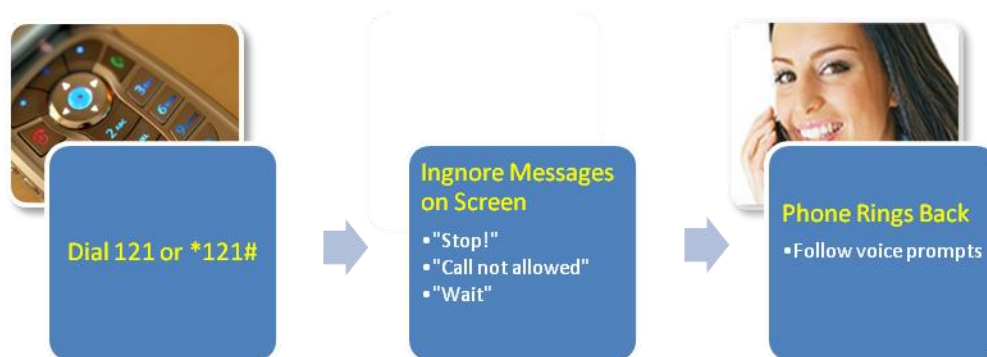 Dial 121 or *121#
Ingnore Messages
on Screen
•"Stop!"
•"Call not allowed"
•"Wait"
Phone Rings Back
•Follow voice prompts